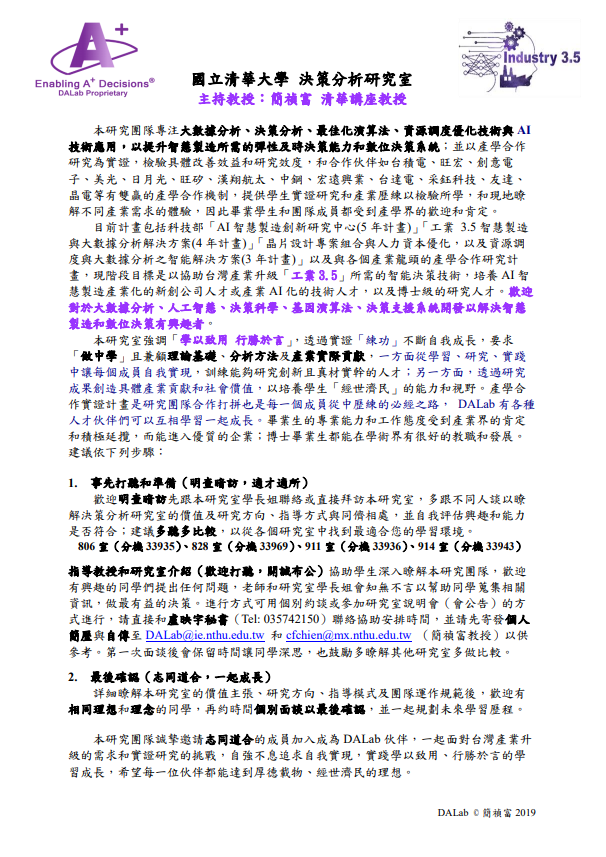 A+
Enabling A+ Decisions®
DALab Proprietary
Industry 3.5
國立清華大學 決策分析研究室
主持教授：簡禎富 清華講座教授
本研究團隊專注大數據分析、決策分析、最佳化演算法、資源調度優化技術與 AI
技術應用，以提升智慧製造所需的彈性及時決策能力和數位決策系統；並以產學合作
研究為實證，檢驗具體改善效益和研究效度，和合作伙伴如台積電、旺宏、創意電
子、美光、日月光、旺矽、漢翔航太、中鋼、宏遠興業、台達電、采鈺科技、友達、
晶電等有雙贏的產學合作機制，提供學生實證研究和產業歷練以檢驗所學，和現地瞭
解不同產業需求的體驗，因此畢業學生和團隊成員都受到產學界的歡迎和肯定。
目前計畫包括科技部「AI 智慧製造創新研究中心(5 年計畫)」「工業 3.5 智慧製造
與大數據分析解決方案(4 年計畫)」「晶片設計專案組合與人力資本優化，以及資源調
度與大數據分析之智能解決方案(3 年計畫)」以及與各個產業龍頭的產學合作研究計
畫，現階段目標是以協助台灣產業升級「工業 3.5」所需的智能決策技術，培養 AI 智
慧製造產業化的新創公司人才或產業 AI 化的技術人才，以及博士級的研究人才。歡迎
對於大數據分析、人工智慧、決策科學、基因演算法、決策支援系統開發以解決智慧
製造和數位決策有興趣者。
本研究室強調「學以致用 行勝於言」，透過實證「練功」不斷自我成長，要求
「做中學」且兼顧理論基礎、分析方法及產業實際貢獻，一方面從學習、研究、實踐
中讓每個成員自我實現，訓練能夠研究創新且真材實幹的人才；另一方面，透過研究
成果創造具體產業貢獻和社會價值，以培養學生「經世濟民」的能力和視野。產學合
作實證計畫是研究團隊合作打拼也是每一個成員從中歷練的必經之路， DALab 有各種
人才伙伴們可以互相學習一起成長。畢業生的專業能力和工作態度受到產業界的肯定
和積極延攬，而能進入優質的企業；博士畢業生都能在學術界有很好的教職和發展。
建議依下列步驟：
1. 事先打聽和準備（明查暗訪，適才適所）
歡迎明查暗訪先跟本研究室學長姐聯絡或直接拜訪本研究室，多跟不同人談以瞭
解決策分析研究室的價值及研究方向、指導方式與同儕相處，並自我評估興趣和能力
是否符合；建議多聽多比較，以從各個研究室中找到最適合您的學習環境。
806 室（分機 33935)、828 室（分機 33969)、911 室（分機 33936)、914 室（分機 33943）
指導教授和研究室介紹（歡迎打聽，開誠布公）協助學生深入瞭解本研究團隊，歡迎
有興趣的同學們提出任何問題，老師和研究室學長姐會知無不言以幫助同學蒐集相關
資訊，做最有益的決策。進行方式可用個別約談或參加研究室說明會（會公告）的方
式進行，請直接和盧映字秘書（Tel: 035742150）聯絡協助安排時間，並請先寄發個人
簡歷與自傳至 DALab@ie.nthu.edu.tw 和 cfchien@mx.nthu.edu.tw （簡禎富教授）以供
參考。第一次面談後會保留時間讓同學深思，也鼓勵多瞭解其他研究室多做比較。
2. 最後確認（志同道合，一起成長）
詳細瞭解本研究室的價值主張、研究方向、指導模式及團隊運作規範後，歡迎有
相同理想和理念的同學，再約時間個別面談以最後確認，並一起規劃未來學習歷程。
本研究團隊誠摯邀請志同道合的成員加入成為 DALab 伙伴，一起面對台灣產業升
級的需求和實證研究的挑戰，自強不息追求自我實現，實踐學以致用、行勝於言的學
習成長，希望每一位伙伴都能達到厚德載物、經世濟民的理想。
DALab © 簡禎富 2019